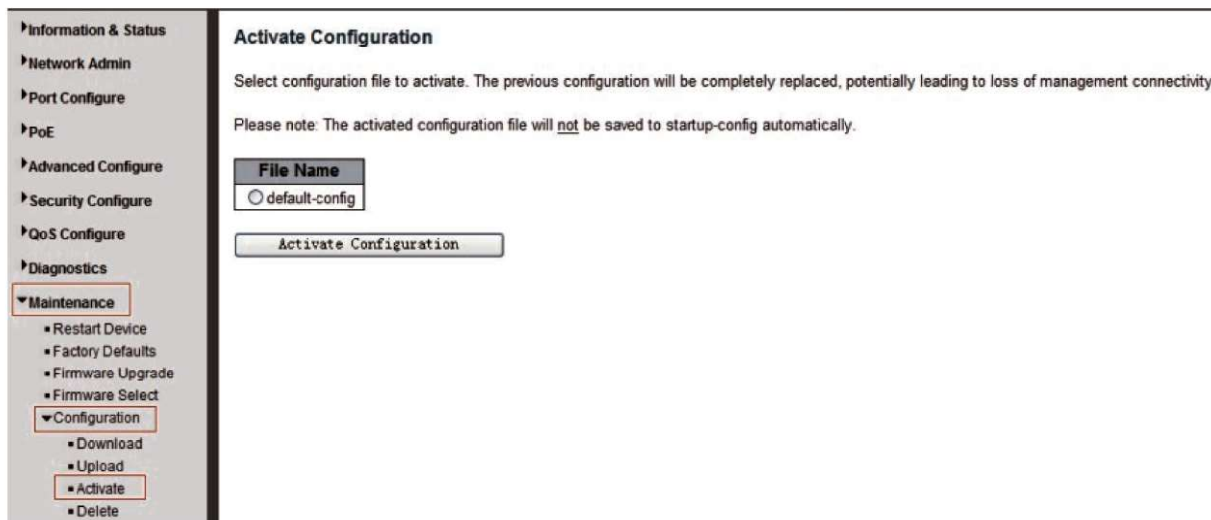 Information & Status
Network Admin
Port Configure
PoE
Advanced Configure
Security Configure
QoS Configure
Diagnostics
Maintenance
Restart Device
Factory Defaults
Firmware Upgrade
Firmware Select
Configuration
Download
Upload
Activate
Delete
Activate Configuration
Select configuration file to activate. The previous configuration will be completely replaced, potentially leading to loss of management connectivity
Please note: The activated configuration file will not be saved to startup-config automatically.
File Name
default-config
Activate Configuration